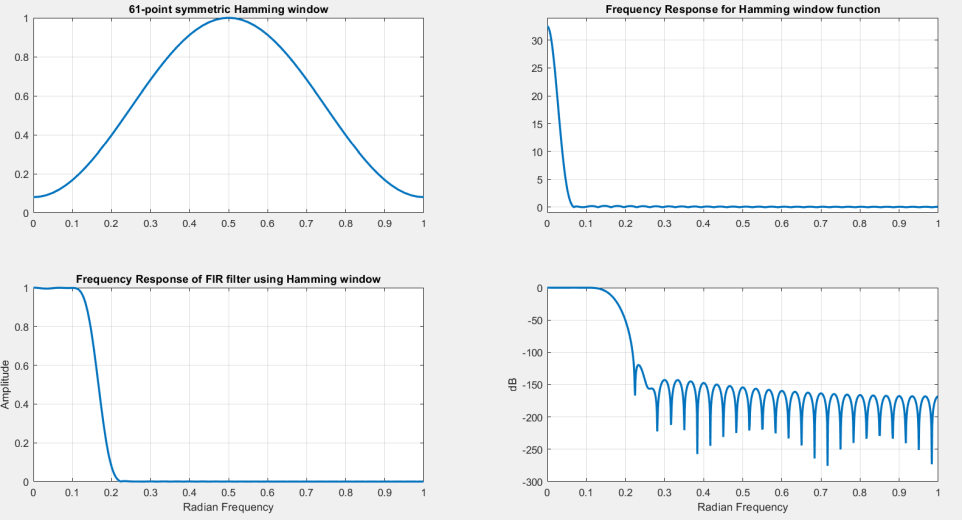 61-point symmetric Hamming window
1
0.8
0.6
0.4
0.2
0
0 0.1 0.2 0.3 0.4 0.5 0.6 0.7 0.8 0.9 1
Frequency Response for Hamming window function
30
25
20
15
10
5
0
0 0.1 0.2 0.3 0.4 0.5 0.6 0.7 0.8 0.9 1
Frequency Response of FIR filter using Hamming window
Amplitude
1
0.8
0.6
0.4
0.2
0
0 0.1 0.2 0.3 0.4 0.5 0.6 0.7 0.8 0.9 1
Radian Frequency
dB
0
-50
-100
-150
-200
-250
-300
0 0.1 0.2 0.3 0.4 0.5 0.6 0.7 0.8 0.9 1
Radian Frequency